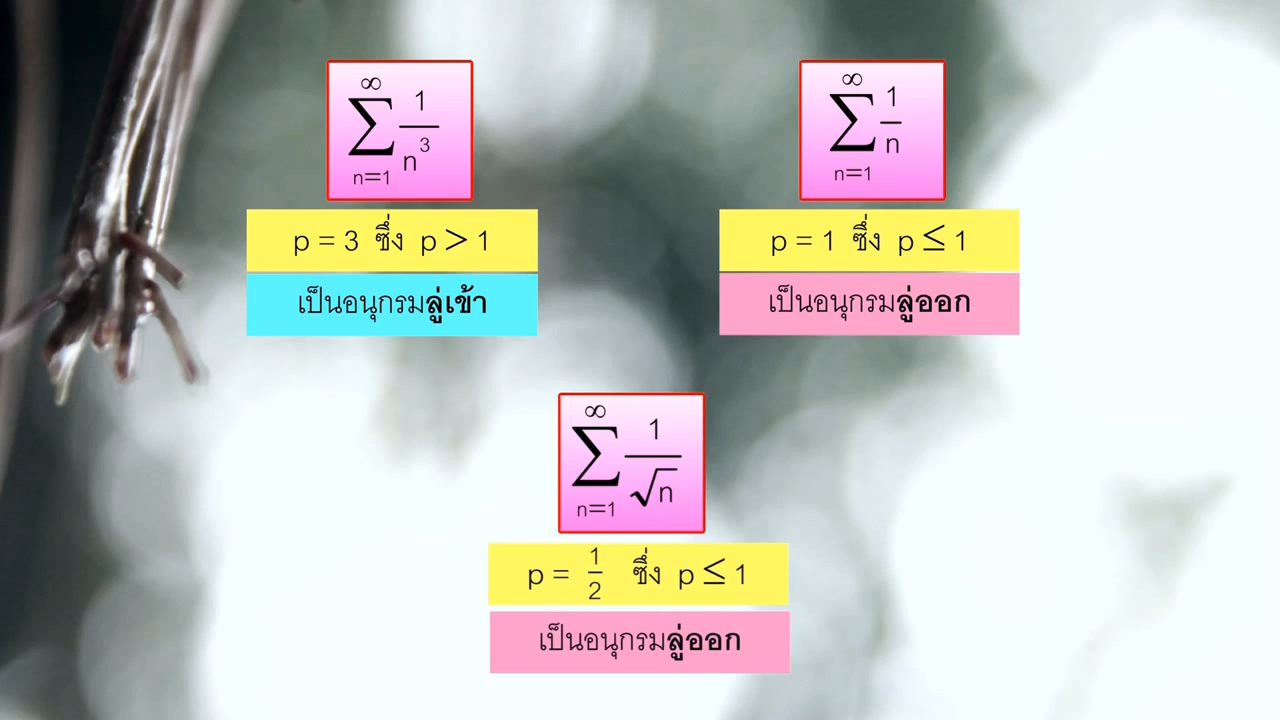 ∞
∑ 1/n³
n=1
p = 3 ซึ่ง p > 1
เป็นอนุกรมลู่เข้า
∞
∑ 1/n
n=1
p = 1 ซึ่ง p ≤ 1
เป็นอนุกรมลู่ออก
∞
∑ 1/√n
n=1
p = 1/2 ซึ่ง p ≤ 1
เป็นอนุกรมลู่ออก